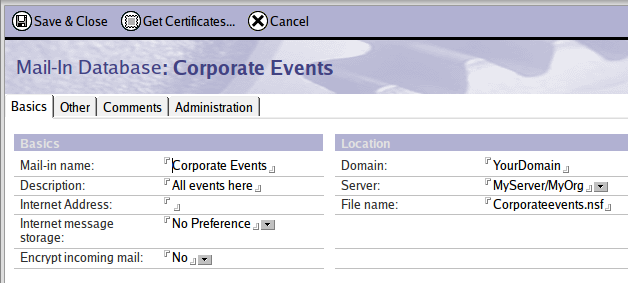 Save & Close Get Certificates... Cancel
Mail-In Database: Corporate Events
Basics Other Comments Administration
Basics Location
Mail-in name: Corporate Events Domain: YourDomain
Description: All events here Server: MyServer/MyOrg
Internet Address: File name: Corporateevents.nsf
Internet message
storage: No Preference
Encrypt incoming mail: No